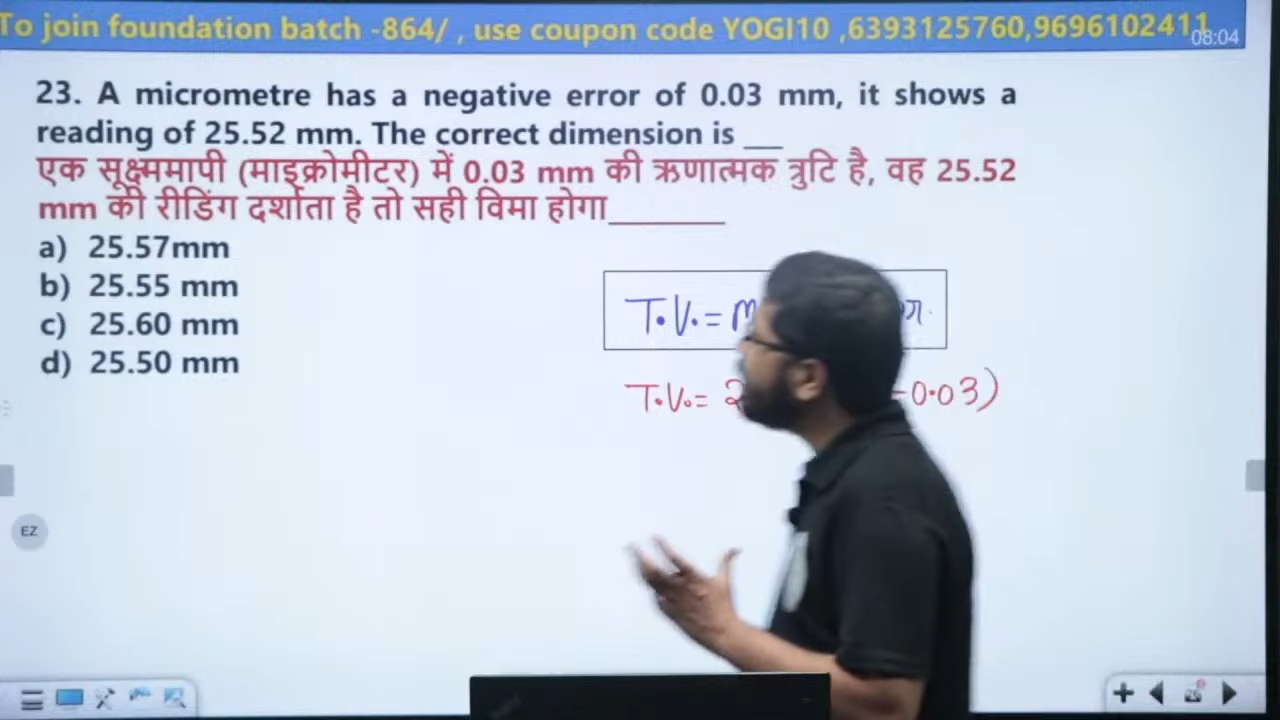 To join foundation batch -864/ , use coupon code YOGI10 ,6393125760,9696102411
08:04
23. A micrometre has a negative error of 0.03 mm, it shows a
reading of 25.52 mm. The correct dimension is __
एक सूक्ष्ममापी (माइक्रोमीटर) में 0.03 mm की ऋणात्मक त्रुटि है, वह 25.52
mm की रीडिंग दर्शाता है तो सही विमा होगा_______
a) 25.57mm
b) 25.55 mm
c) 25.60 mm
d) 25.50 mm
T.V.=
T.V.= -0.03)
EZ